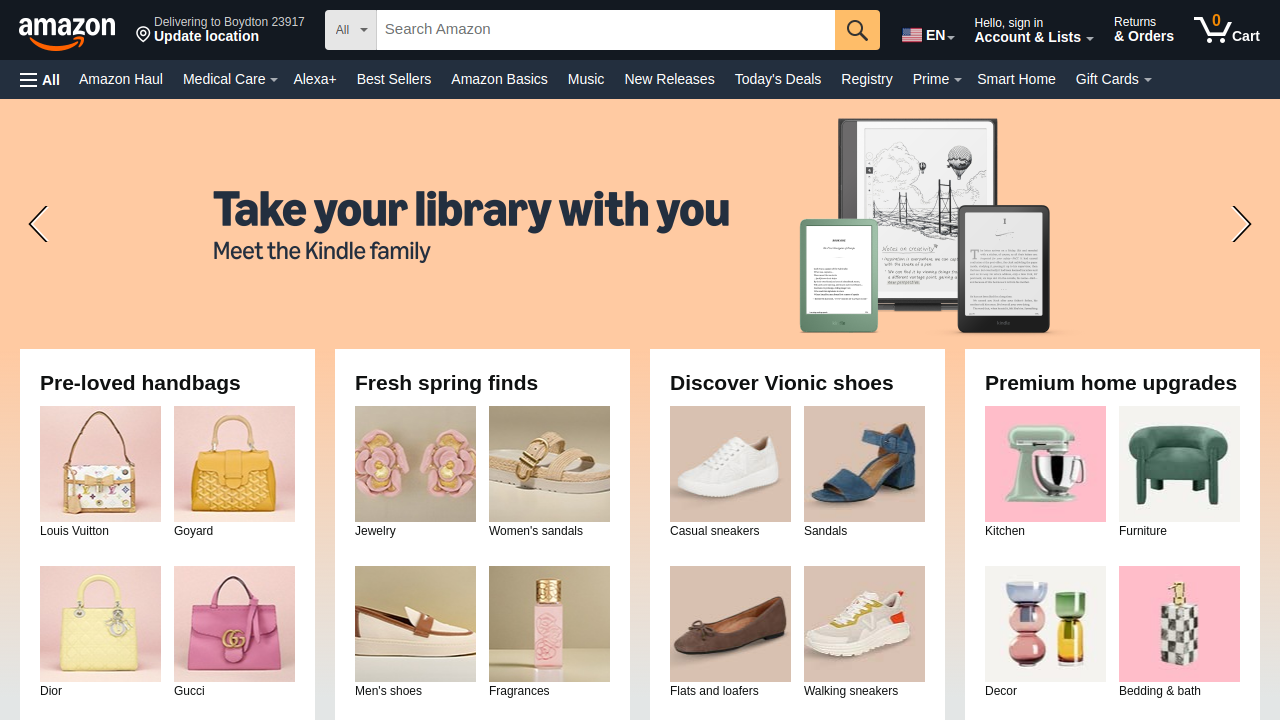 amazon
Delivering to Boydton 23917
Update location
All
Search Amazon
EN
Hello, sign in
Account & Lists
Returns
& Orders
0
Cart
All
Amazon Haul
Medical Care
Alexa+
Best Sellers
Amazon Basics
Music
New Releases
Today's Deals
Registry
Prime
Smart Home
Gift Cards
Take your library with you
Meet the Kindle family
Notes on creativity
kindle
Pre-loved handbags
Louis Vuitton
Goyard
Dior
Gucci
Fresh spring finds
Jewelry
Women's sandals
Men's shoes
Fragrances
Discover Vionic shoes
Casual sneakers
Sandals
Flats and loafers
Walking sneakers
Premium home upgrades
Kitchen
Furniture
Decor
Bedding & bath